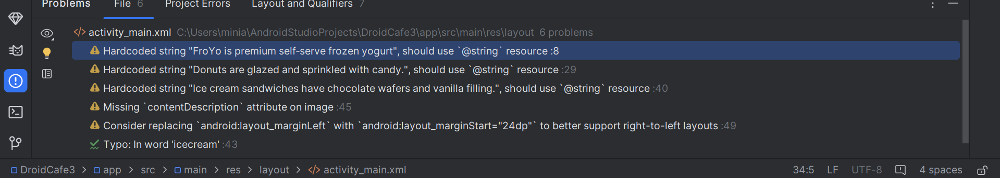 Problems File 6 Project Errors Layout and Qualifiers 7
</> activity_main.xml C:\Users\minia\AndroidStudioProjects\DroidCafe3\app\src\main\res\layout 6 problems
Hardcoded string "FroYo is premium self-serve frozen yogurt", should use `@string` resource :8
Hardcoded string "Donuts are glazed and sprinkled with candy.", should use `@string` resource :29
Hardcoded string "Ice cream sandwiches have chocolate wafers and vanilla filling.", should use `@string` resource :40
Missing `contentDescription` attribute on image :45
Consider replacing `android:layout_marginLeft` with `android:layout_marginStart="24dp"` to better support right-to-left layouts :49
Typo: In word 'icecream' :43
DroidCafe3 > app > src > main > res > layout > </> activity_main.xml 34:5 LF UTF-8 4 spaces